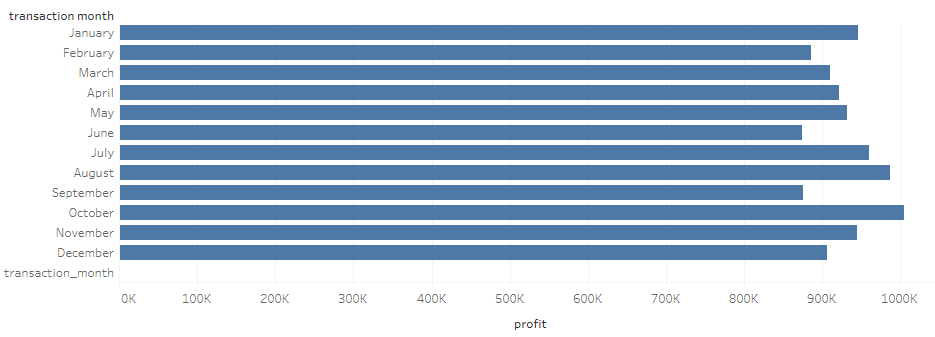 transaction month
January
February
March
April
May
June
July
August
September
October
November
December
transaction_month
0K 100K 200K 300K 400K 500K 600K 700K 800K 900K 1000K
profit